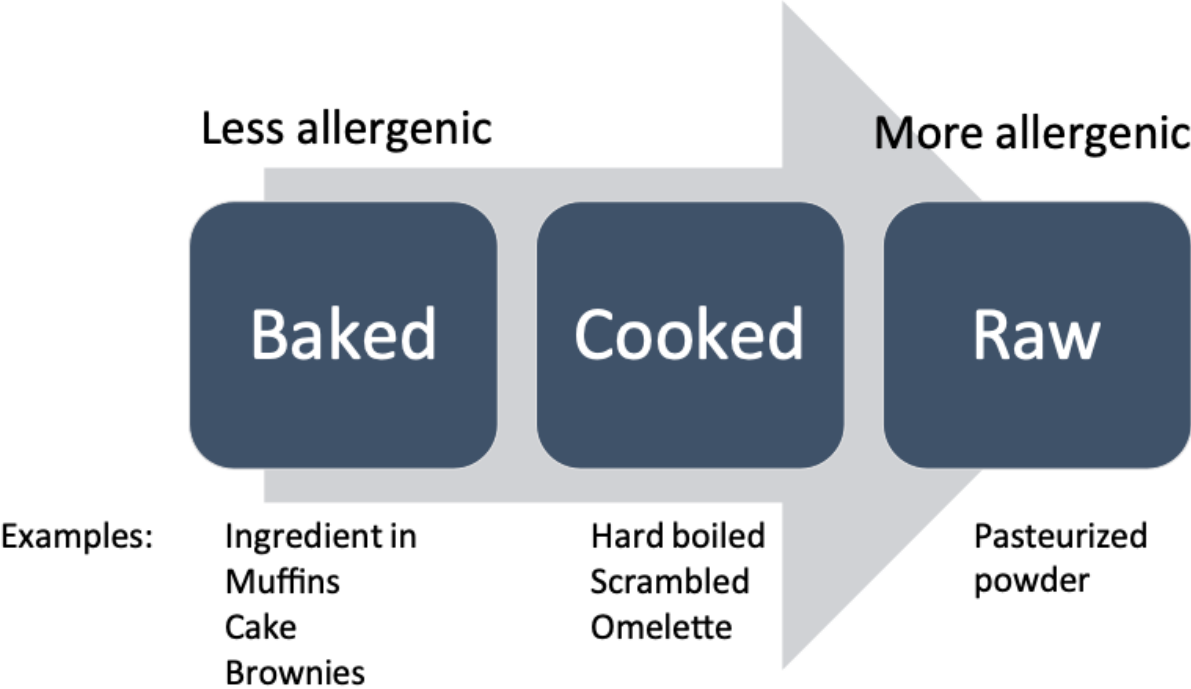 Less allergenic
More allergenic
Baked
Cooked
Raw
Examples:
Ingredient in
Muffins
Cake
Brownies
Hard boiled
Scrambled
Omelette
Pasteurized
powder